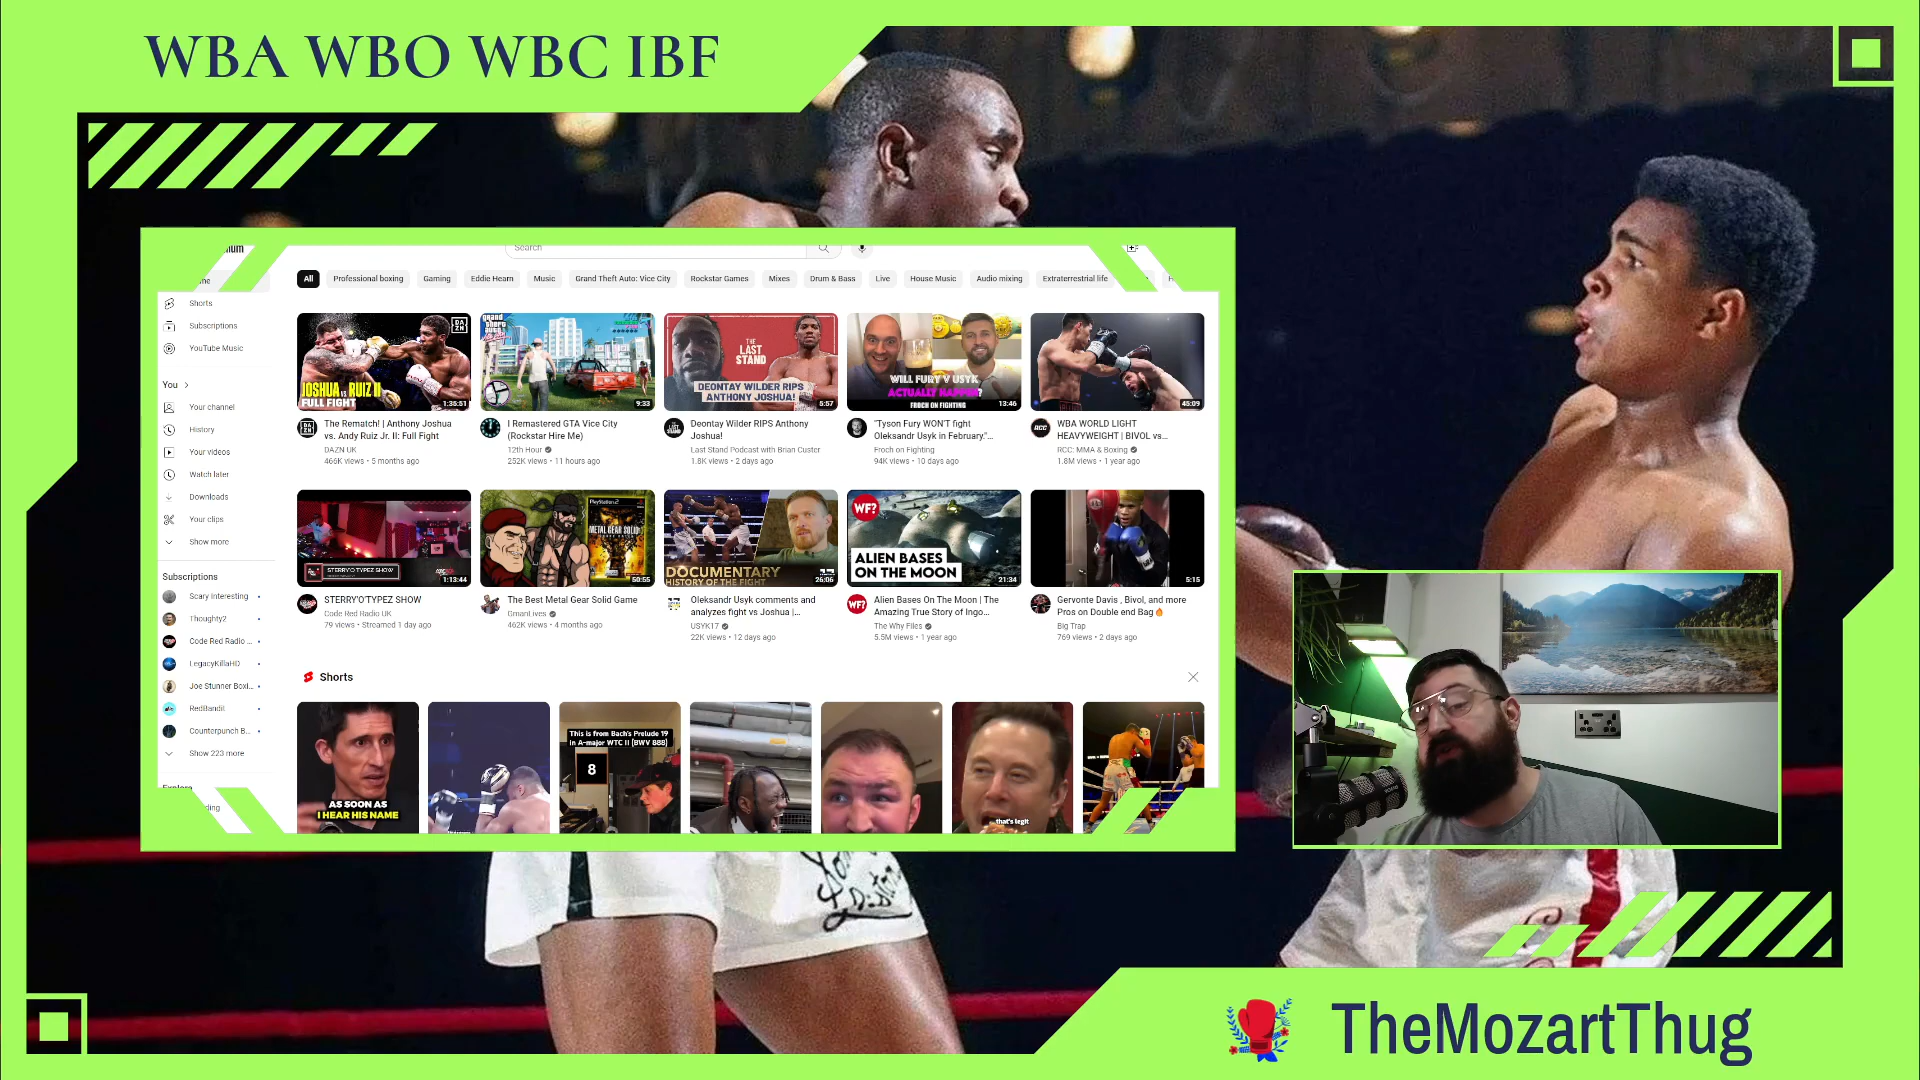 WBA WBO WBC IBF
Search
All
Professional boxing
Gaming
Eddie Hearn
Music
Grand Theft Auto: Vice City
Rockstar Games
Mixes
Drum & Bass
Live
House Music
Audio mixing
Extraterrestrial life
Shorts
Subscriptions
YouTube Music
You
Your channel
History
Your videos
Watch later
Downloads
Your clips
Show more
Subscriptions
Scary Interesting
Thoughty2
Code Red Radio ...
LegacyKillaHD
Joe Stunner Boxi...
RedBandit
Counterpunch B...
Show 223 more
Explore
DAZN
JOSHUA vs RUIZ II
FULL FIGHT
1:35:51
The Rematch! | Anthony Joshua
vs. Andy Ruiz Jr. II: Full Fight
DAZN UK
466K views • 5 months ago
9:33
I Remastered GTA Vice City
(Rockstar Hire Me)
12th Hour
252K views • 11 hours ago
THE
LAST
STAND
DEONTAY WILDER RIPS
ANTHONY JOSHUA!
5:57
Deontay Wilder RIPS Anthony
Joshua!
Last Stand Podcast with Brian Custer
1.8K views • 2 days ago
WILL FURY V USYK
ACTUALLY HAPPEN?
FROCH ON FIGHTING
13:46
"Tyson Fury WON'T fight
Oleksandr Usyk in February."...
Froch on Fighting
94K views • 10 days ago
45:09
RCC
WBA WORLD LIGHT
HEAVYWEIGHT | BIVOL vs...
RCC: MMA & Boxing
1.8M views • 1 year ago
STERRY'O TYPEZ SHOW
1:13:44
STERRY'O'TYPEZ SHOW
Code Red Radio UK
79 views • Streamed 1 day ago
PlayStation 2
METAL GEAR SOLID
50:55
The Best Metal Gear Solid Game
GmanLives
462K views • 4 months ago
DOCUMENTARY
HISTORY OF THE FIGHT
26:06
Oleksandr Usyk comments and
analyzes fight vs Joshua |...
USYK17
22K views • 12 days ago
WF?
ALIEN BASES
ON THE MOON
21:34
WF?
Alien Bases On The Moon | The
Amazing True Story of Ingo...
The Why Files
5.5M views • 1 year ago
5:15
Gervonte Davis , Bivol, and more
Pros on Double end Bag
Big Trap
769 views • 2 days ago
Shorts
AS SOON AS
I HEAR HIS NAME
This is from Bach's Prelude 19
in A-major WTC II (BWV 888)
8
that's legit
TheMozartThug